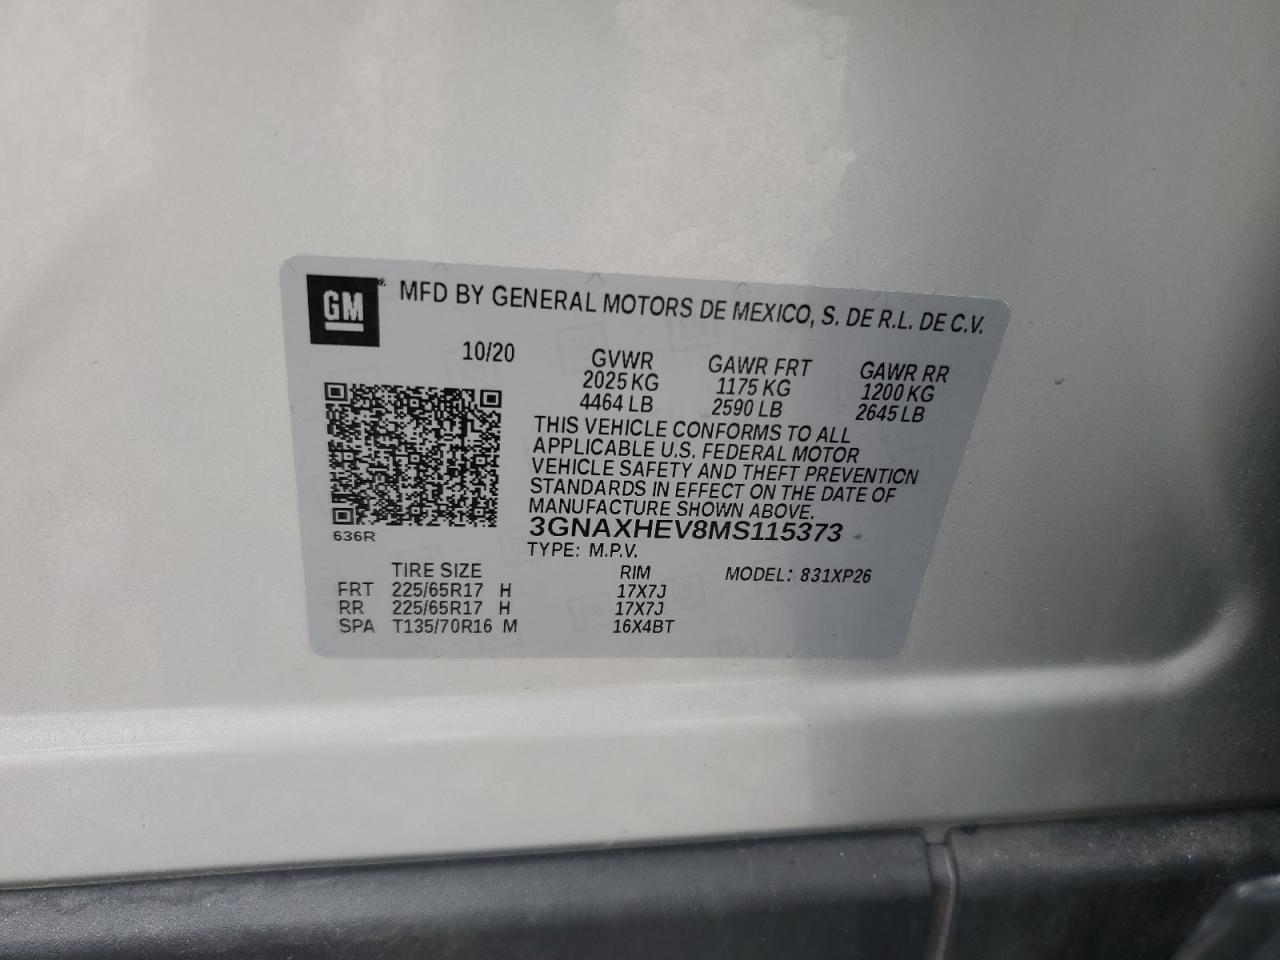 GM
MFD BY GENERAL MOTORS DE MEXICO, S. DE R.L. DE C.V.
10/20 GVWR GAWR FRT GAWR RR
2025 KG 1175 KG 1200 KG
4464 LB 2590 LB 2645 LB
THIS VEHICLE CONFORMS TO ALL
APPLICABLE U.S. FEDERAL MOTOR
VEHICLE SAFETY AND THEFT PREVENTION
STANDARDS IN EFFECT ON THE DATE OF
MANUFACTURE SHOWN ABOVE.
3GNAXHEV8MS115373
636R
TYPE: M.P.V.
TIRE SIZE RIM MODEL: 831XP26
FRT 225/65R17 H 17X7J
RR 225/65R17 H 17X7J
SPA T135/70R16 M 16X4BT